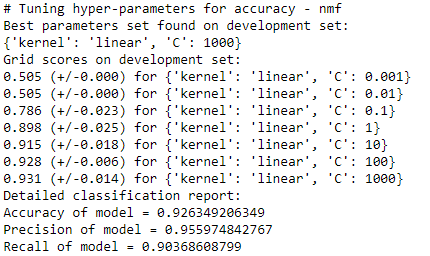 # Tuning hyper-parameters for accuracy - nmf
Best parameters set found on development set:
{'kernel': 'linear', 'C': 1000}
Grid scores on development set:
0.505 (+/-0.000) for {'kernel': 'linear', 'C': 0.001}
0.505 (+/-0.000) for {'kernel': 'linear', 'C': 0.01}
0.786 (+/-0.023) for {'kernel': 'linear', 'C': 0.1}
0.898 (+/-0.025) for {'kernel': 'linear', 'C': 1}
0.915 (+/-0.018) for {'kernel': 'linear', 'C': 10}
0.928 (+/-0.006) for {'kernel': 'linear', 'C': 100}
0.931 (+/-0.014) for {'kernel': 'linear', 'C': 1000}
Detailed classification report:
Accuracy of model = 0.926349206349
Precision of model = 0.955974842767
Recall of model = 0.90368608799